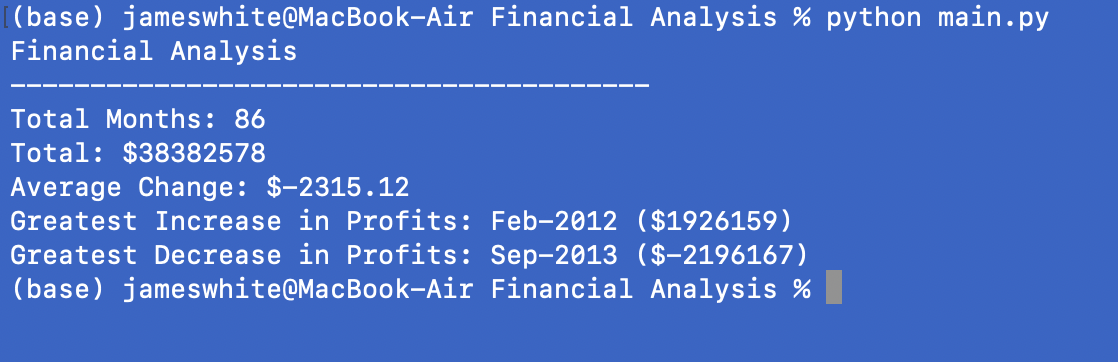 (base) jameswhite@MacBook-Air Financial Analysis % python main.py
Financial Analysis
----------------------------------------
Total Months: 86
Total: $38382578
Average Change: $-2315.12
Greatest Increase in Profits: Feb-2012 ($1926159)
Greatest Decrease in Profits: Sep-2013 ($-2196167)
(base) jameswhite@MacBook-Air Financial Analysis %